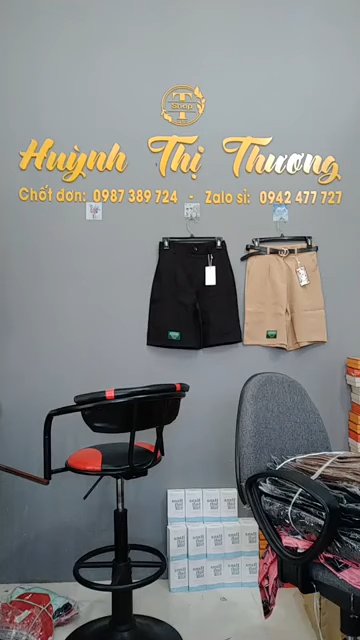 Shop
T
Huỳnh Thị Thương
Chốt đơn: 0987 389 724 - Zalo sỉ: 0942 477 727